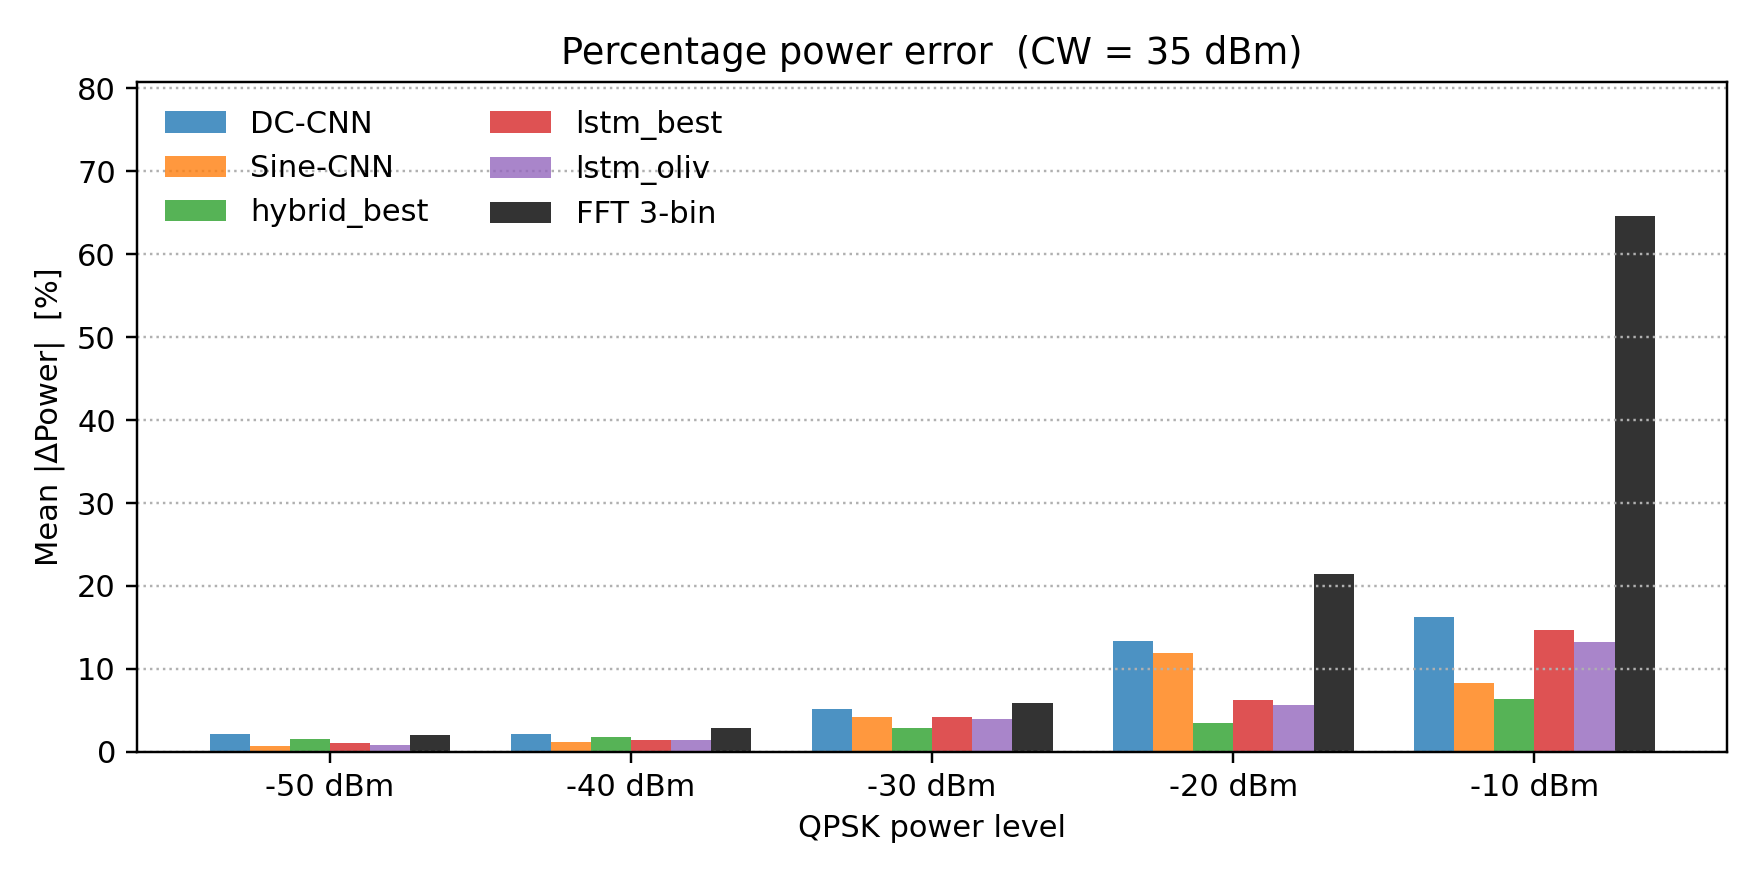 Percentage power error (CW = 35 dBm)
80
70
60
50
40
30
20
10
0
Mean |ΔPower| [%]
DC-CNN
Sine-CNN
hybrid_best
lstm_best
lstm_oliv
FFT 3-bin
-50 dBm
-40 dBm
-30 dBm
-20 dBm
-10 dBm
QPSK power level